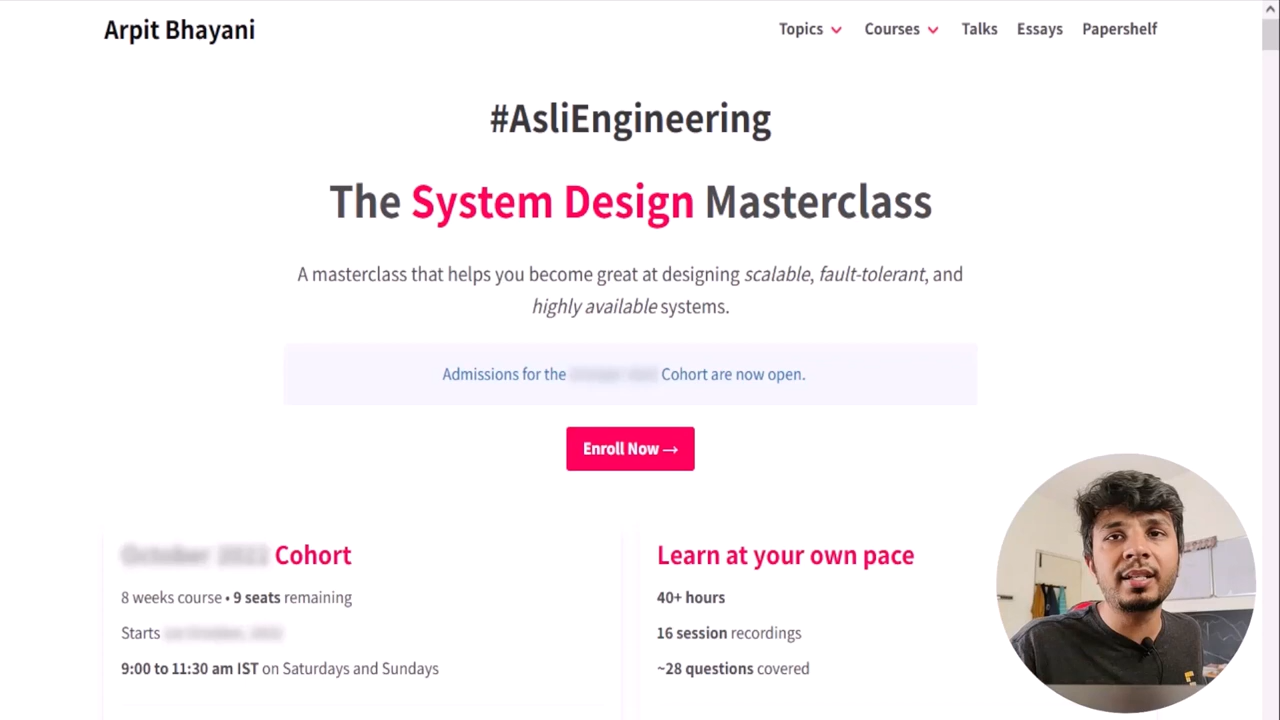 Arpit Bhayani
Topics Courses Talks Essays Papershelf
#AsliEngineering
The System Design Masterclass
A masterclass that helps you become great at designing scalable, fault-tolerant, and
highly available systems.
Admissions for the Cohort are now open.
Enroll Now →
Cohort
8 weeks course • 9 seats remaining
Starts
9:00 to 11:30 am IST on Saturdays and Sundays
Learn at your own pace
40+ hours
16 session recordings
~28 questions covered